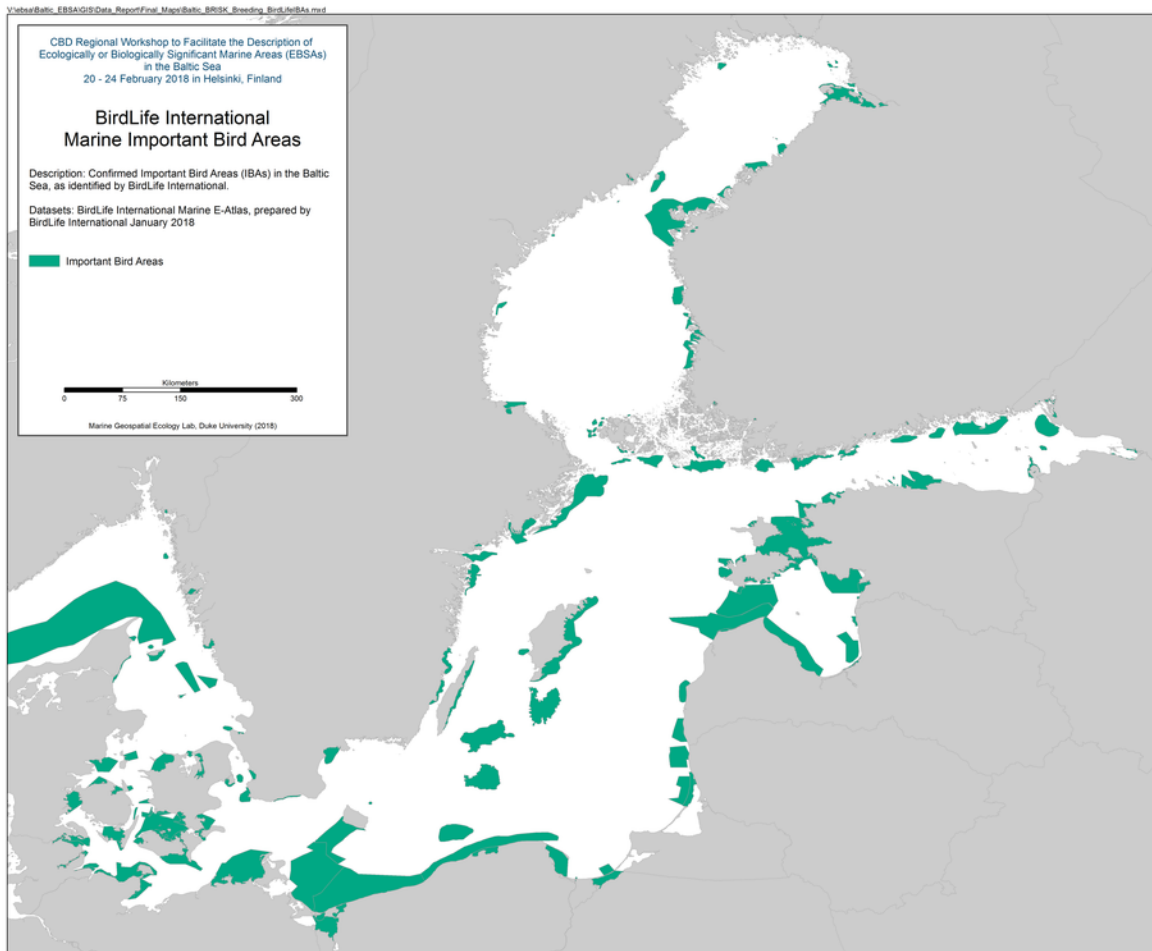 V:\ebsa\Baltic_EBSA\GIS\Data_Report\Final_Maps\Baltic_BRISK_Breeding_BirdlifeIBAs.mxd
CBD Regional Workshop to Facilitate the Description of
Ecologically or Biologically Significant Marine Areas (EBSAs)
in the Baltic Sea
20 - 24 February 2018 in Helsinki, Finland
BirdLife International
Marine Important Bird Areas
Description: Confirmed Important Bird Areas (IBAs) in the Baltic
Sea, as identified by BirdLife International.
Datasets: BirdLife International Marine E-Atlas, prepared by
BirdLife International January 2018
Important Bird Areas
Kilometers
0 75 150 300
Marine Geospatial Ecology Lab, Duke University (2018)